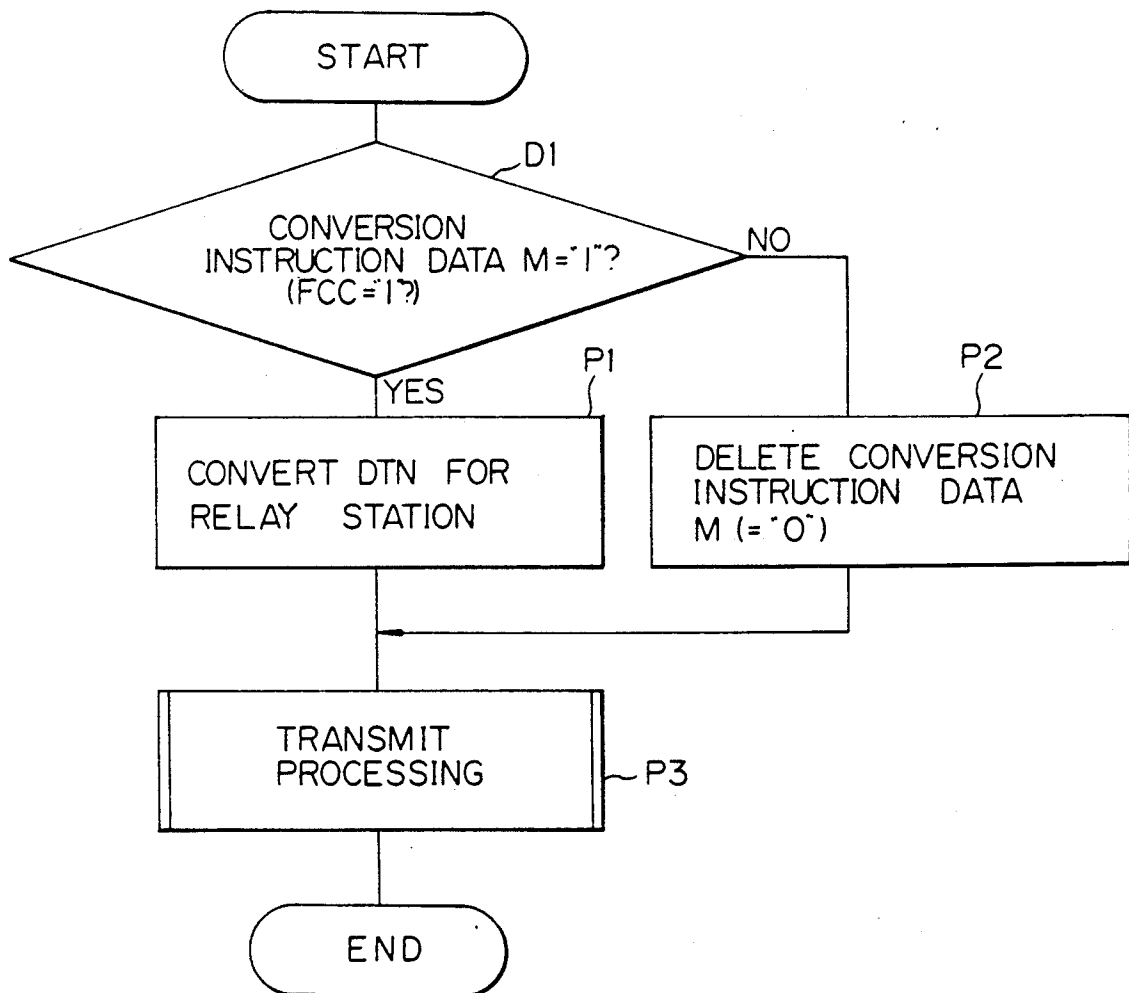 START
D1
CONVERSION
INSTRUCTION DATA M="1"?
(FCC="1"?)
NO
YES
P1
P2
CONVERT DTN FOR
RELAY STATION
DELETE CONVERSION
INSTRUCTION DATA
M (="0")
TRANSMIT
PROCESSING
P3
END